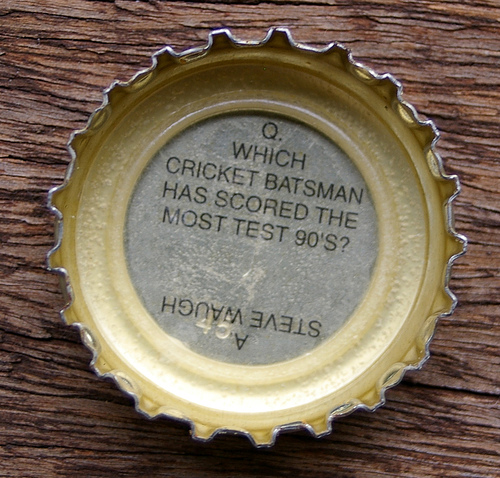 Q.
WHICH
CRICKET BATSMAN
HAS SCORED THE
MOST TEST 90'S?
A.
STEVE WAUGH